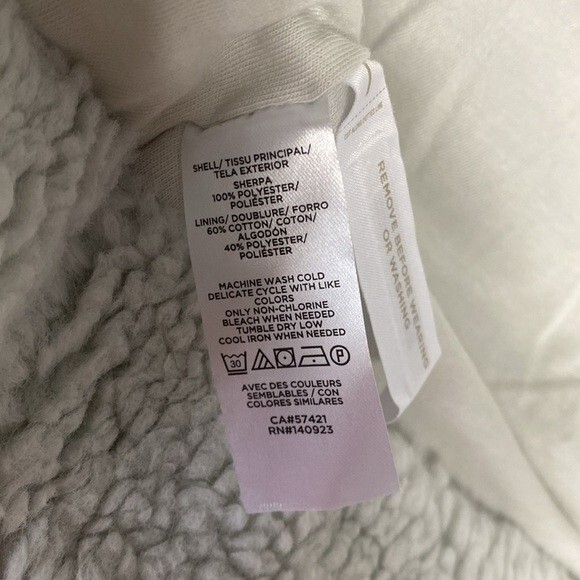 SHELL/ TISSU PRINCIPAL/
TELA EXTERIOR
SHERPA
100% POLYESTER/
POLIÉSTER
LINING/ DOUBLURE/ FORRO
60% COTTON/ COTON/
ALGODÓN
40% POLYESTER/
POLIÉSTER
MACHINE WASH COLD
DELICATE CYCLE WITH LIKE
COLORS
ONLY NON-CHLORINE
BLEACH WHEN NEEDED
TUMBLE DRY LOW
COOL IRON WHEN NEEDED
30 P
AVEC DES COULEURS
SEMBLABLES / CON
COLORES SIMILARES
CA#57421
RN#140923
REMOVE BEFORE WEARING
OR WASHING